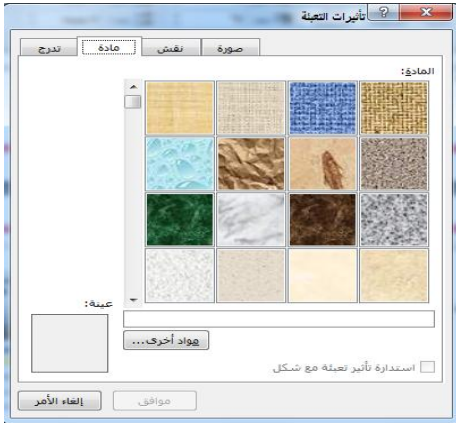 تأثيرات التعبئة
تدرج مادة نقش صورة
المادة:
عينة:
مواد أخرى...
استدارة تأثير تعبئة مع شكل
موافق إلغاء الأمر